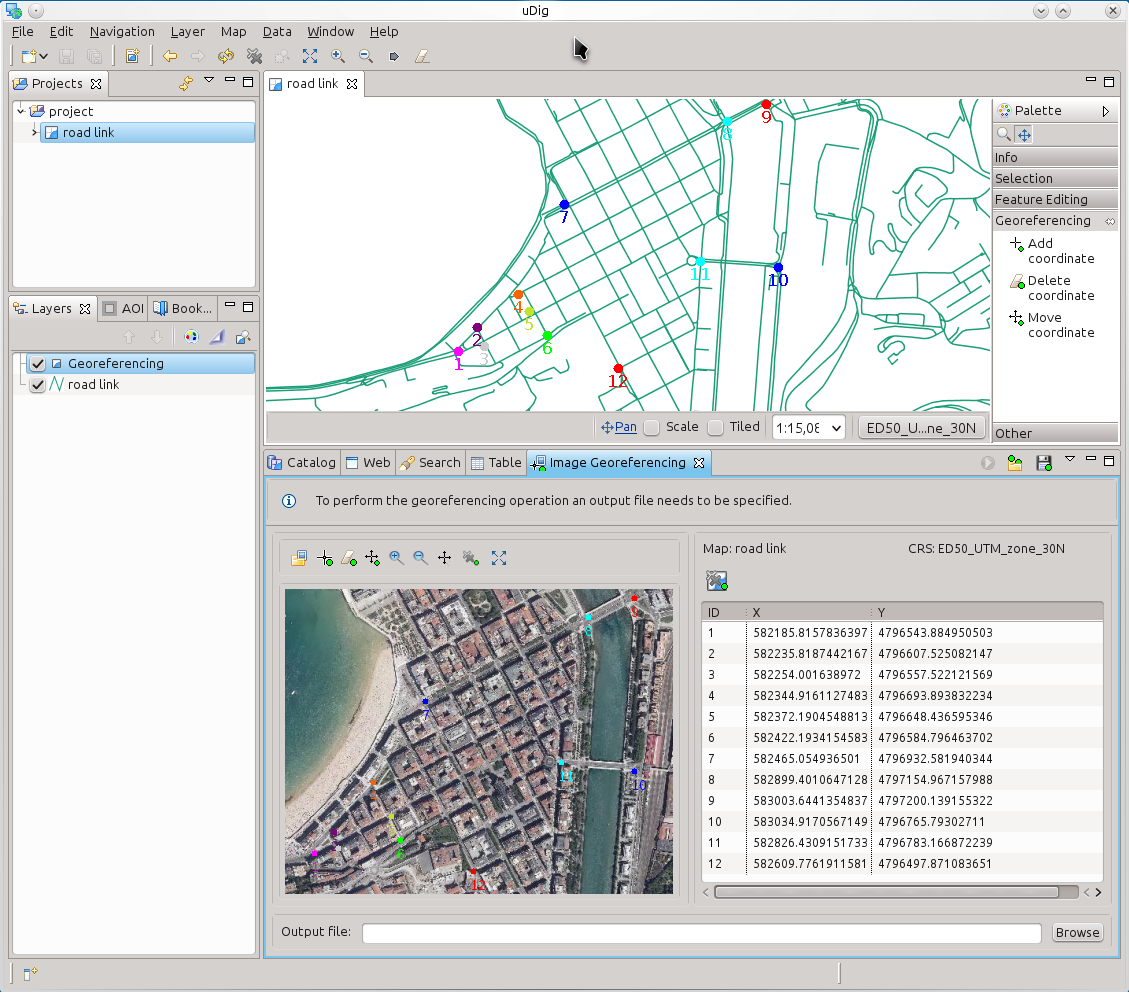 uDig
File Edit Navigation Layer Map Data Window Help
Projects
project
road link
Layers AOI Book...
Georeferencing
road link
road link
8
9
7
11
10
4
5
2
6
3
1
12
Pan Scale Tiled 1:15,08 ED50_U...ne_30N
Palette
Info
Selection
Feature Editing
Georeferencing
Add
coordinate
Delete
coordinate
Move
coordinate
Other
Catalog Web Search Table Image Georeferencing
To perform the georeferencing operation an output file needs to be specified.
9
8
7
11
10
6
12
Map: road link CRS: ED50_UTM_zone_30N
ID X Y
1 582185.8157836397 4796543.884950503
2 582235.8187442167 4796607.525082147
3 582254.001638972 4796557.522121569
4 582344.9161127483 4796693.893832234
5 582372.1904548813 4796648.436595346
6 582422.1934154583 4796584.796463702
7 582465.054936501 4796932.581940344
8 582899.4010647128 4797154.967157988
9 583003.6441354837 4797200.139155322
10 583034.9170567149 4796765.79302711
11 582826.4309151733 4796783.166872239
12 582609.7761911581 4796497.871083651
Output file: Browse